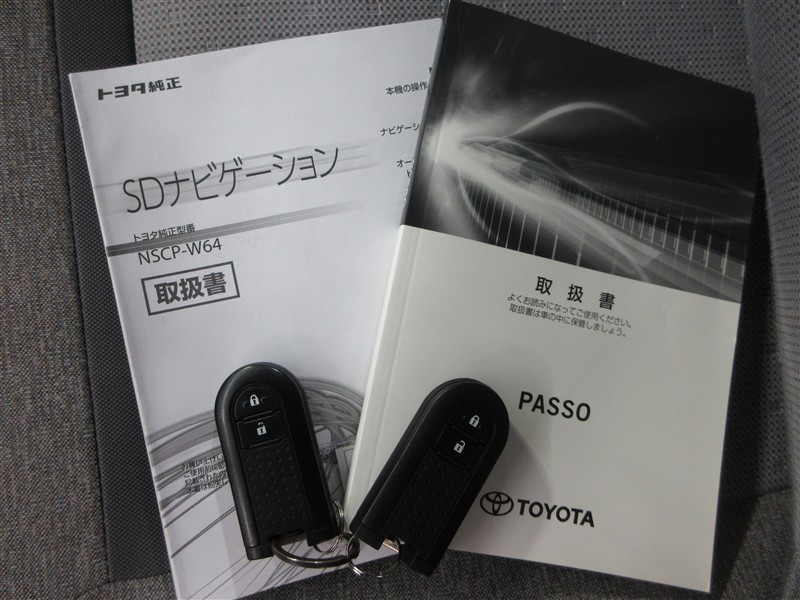 トヨタ純正
本機の操作
ナビゲーシ
SDナビゲーション
トヨタ純正型番
NSCP-W64
取扱書
取扱書
よくお読みになってご使用ください。
取扱書は車の中に保管しましょう。
PASSO
TOYOTA